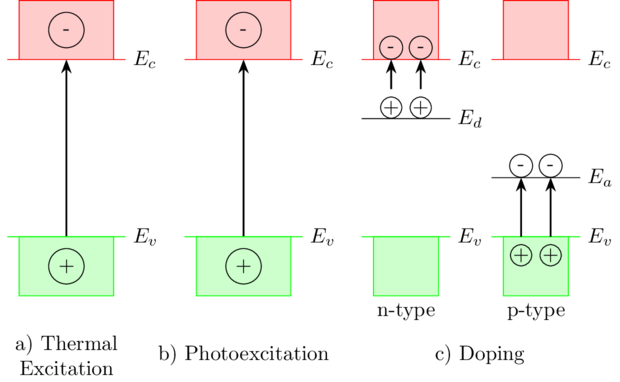 -
-
-
-
E_c
E_c
E_c
E_c
+
+
E_d
-
-
E_a
E_v
E_v
E_v
E_v
+
+
+
+
n-type
p-type
a) Thermal
Excitation
b) Photoexcitation
c) Doping